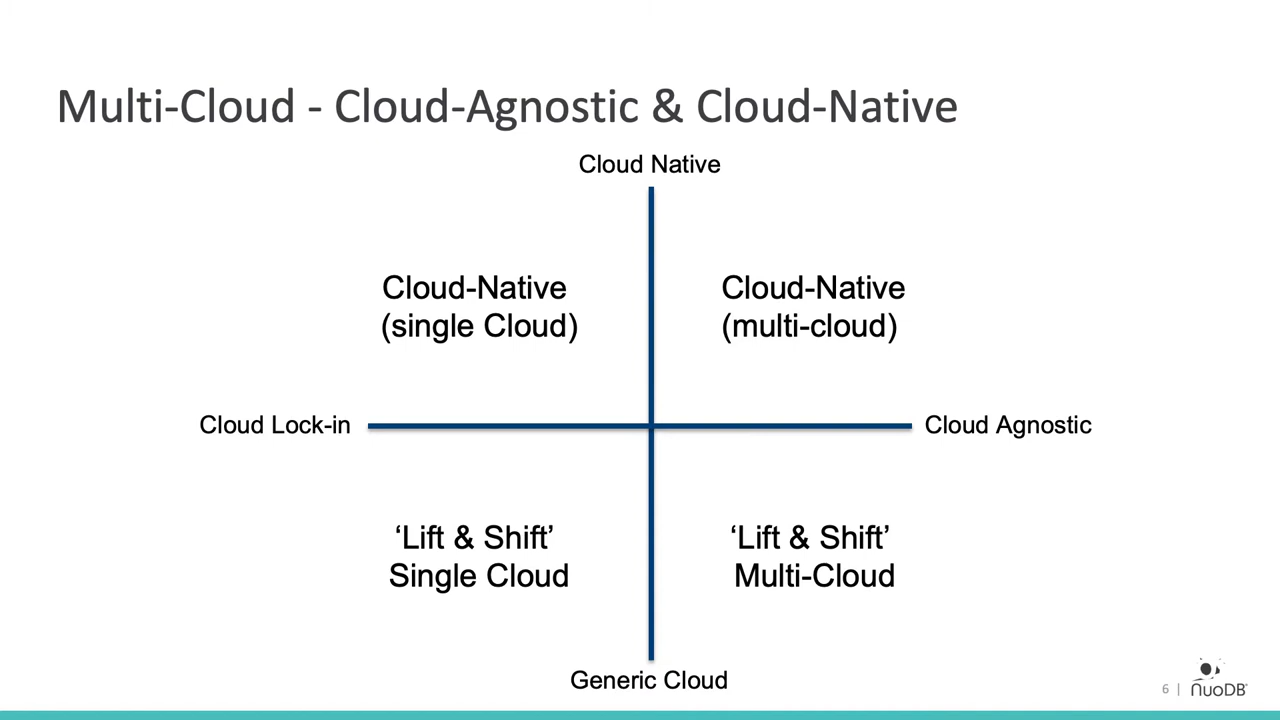 Multi-Cloud - Cloud-Agnostic & Cloud-Native
Cloud Native
Cloud-Native
(single Cloud)
Cloud-Native
(multi-cloud)
Cloud Lock-in
Cloud Agnostic
‘Lift & Shift’
Single Cloud
‘Lift & Shift’
Multi-Cloud
Generic Cloud
6 |
NuoDB